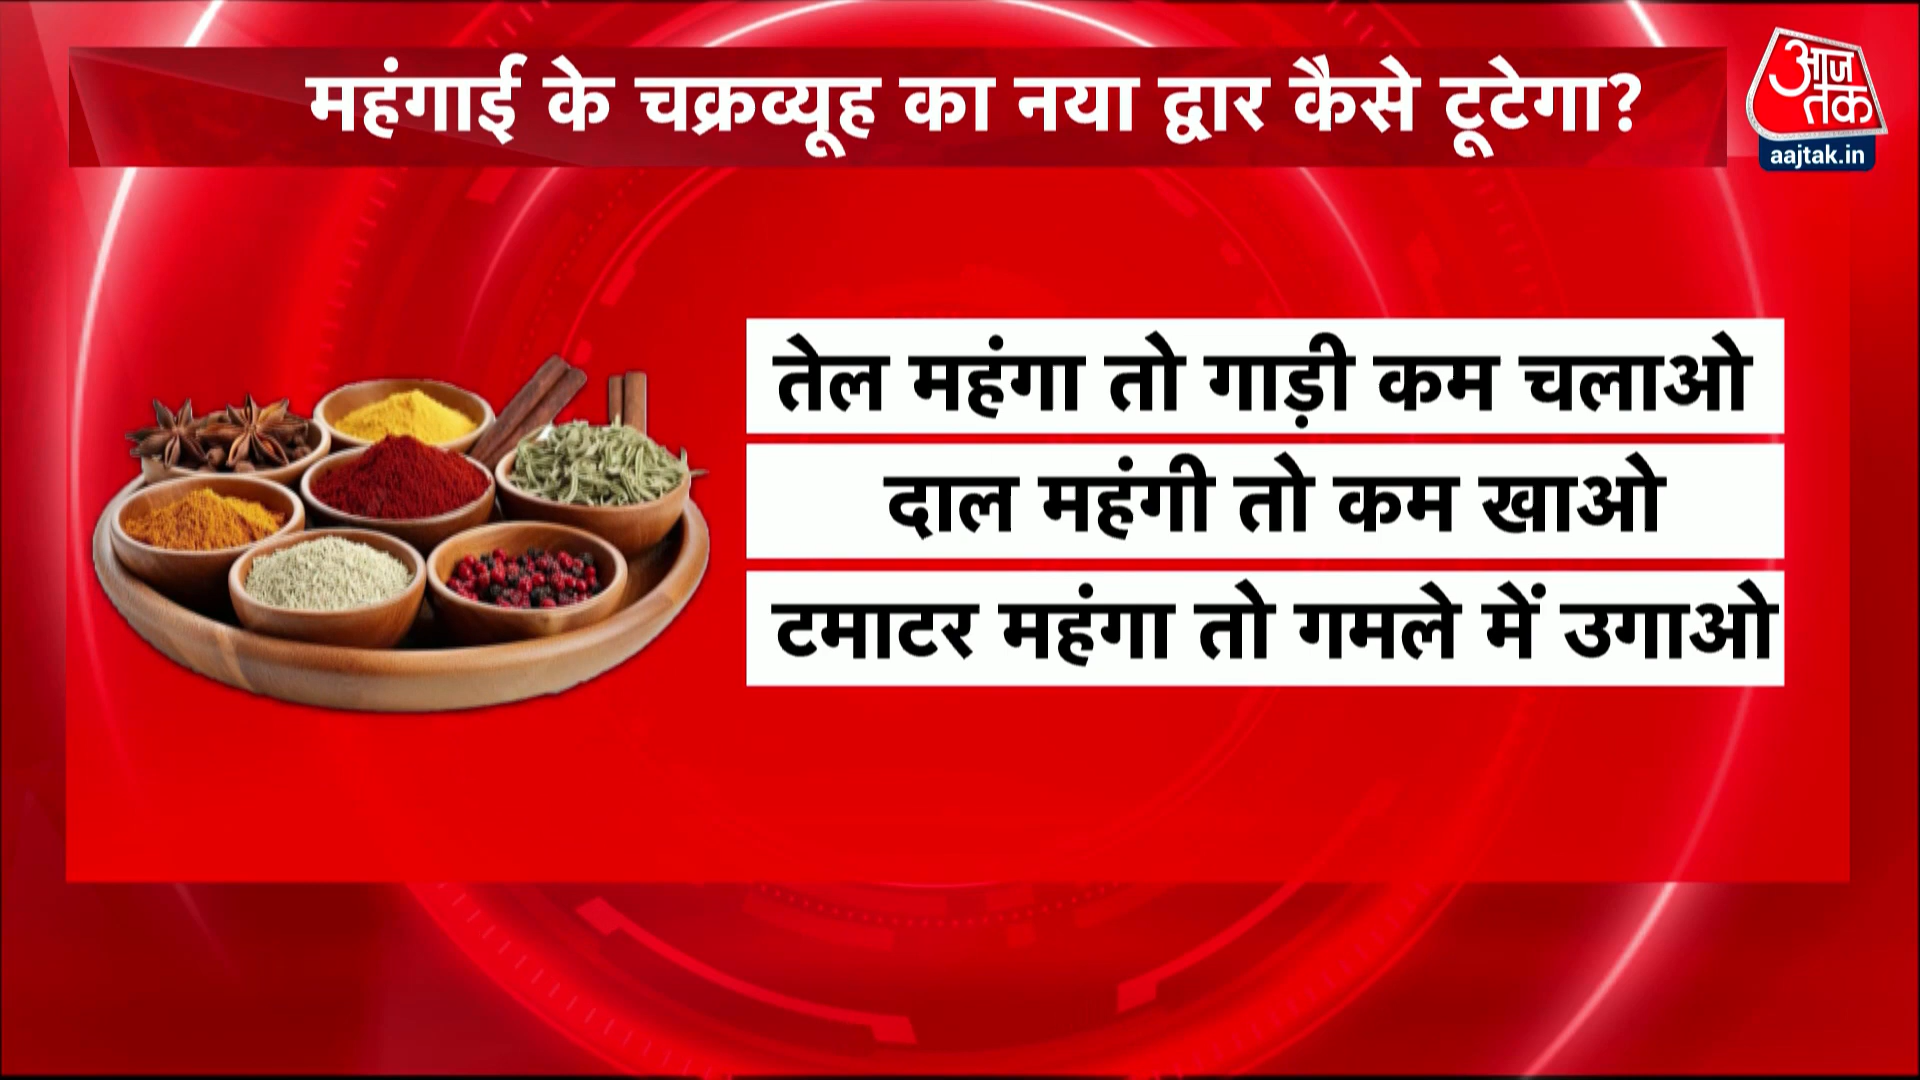 महंगाई के चक्रव्यूह का नया द्वार कैसे टूटेगा?
आज
तक
aajtak.in
तेल महंगा तो गाड़ी कम चलाओ
दाल महंगी तो कम खाओ
टमाटर महंगा तो गमले में उगाओ